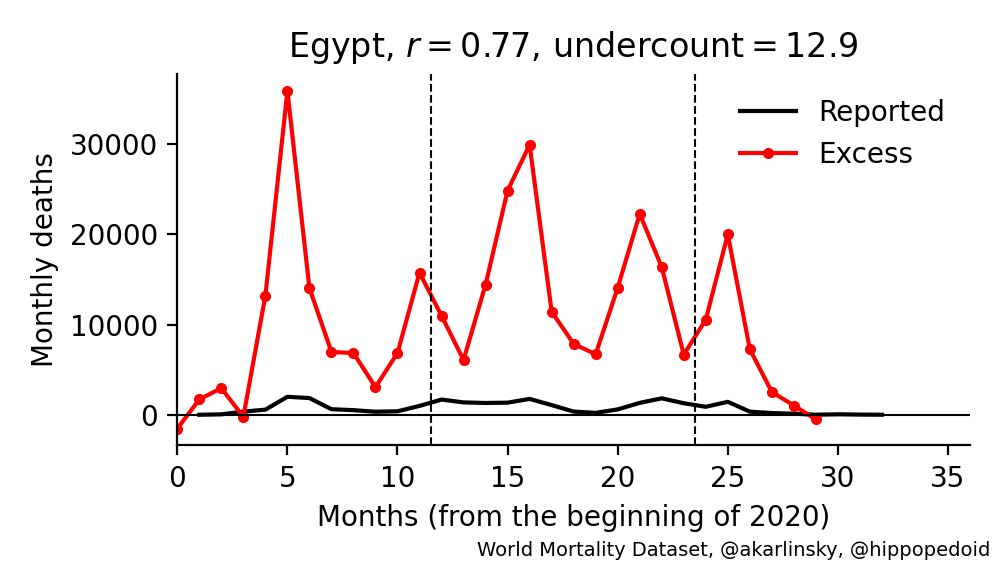 Egypt, r = 0.77, undercount = 12.9
Reported
Excess
Monthly deaths
30000
20000
10000
0
0 5 10 15 20 25 30 35
Months (from the beginning of 2020)
World Mortality Dataset, @akarlinsky, @hippopedoid